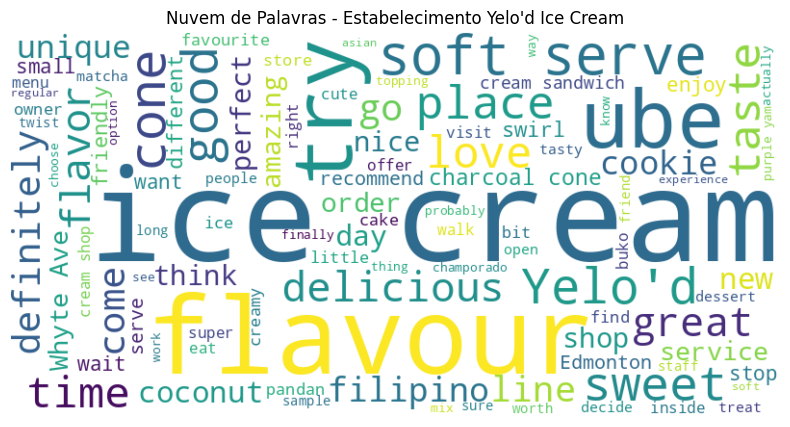 Nuvem de Palavras - Estabelecimento Yelo'd Ice Cream
unique
favourite
asian
way
small
matcha
store
soft serve
cream sandwich
menu
cone
good
try
topping
actually
regular
owner
friendly
different
perfect
amazing
cute
go
place
ube
enjoy
know
taste
twist
option
right
nice
visit
swirl
tasty
cookie
purple yam
definitely
flavor
choose
want
people
recommend
love
charcoal cone
offer
friend
experience
ice cream
long
ice
order
cake
probably
finally
day
walk
bit
open
buko
Whyte Ave
cream shop
little
thing
champorado
come
see
think
delicious
Yelo'd
new
dessert
serve
super
creamy
flavour
find
great
wait
work
eat
shop
service
Edmonton
staff
stop
time
coconut
pandan
sample
filipino
line
mix
sure
worth
sweet
decide
inside
treat
soft